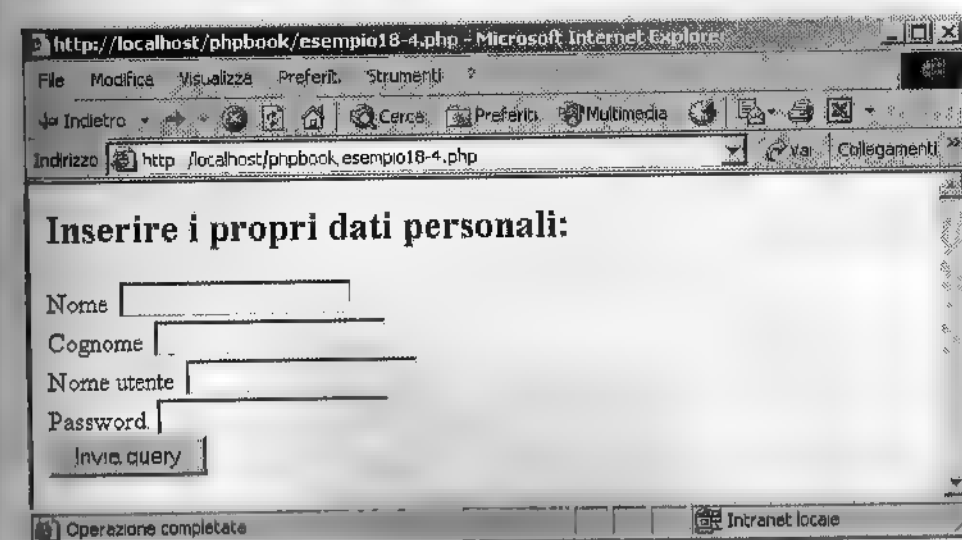 http://localhost/phpbook/esempio18-4.php - Microsoft Internet Explorer
File Modifica Visualizza Preferiti Strumenti ?
Indietro Cerca Preferiti Multimedia
Indirizzo http://localhost/phpbook/esempio18-4.php Vai Collegamenti »
Inserire i propri dati personali:
Nome
Cognome
Nome utente
Password
Invia query
Operazione completata Intranet locale